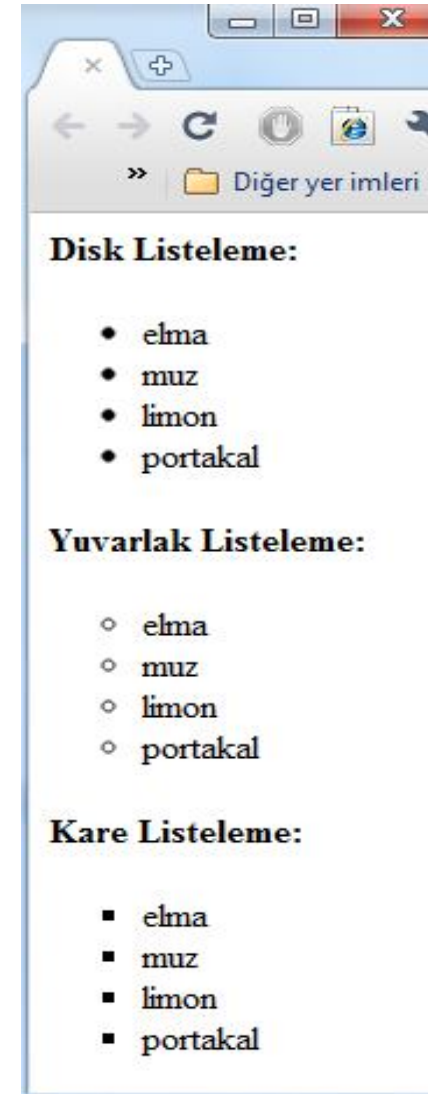 » Diğer yer imleri
Disk Listeleme:
• elma
• muz
• limon
• portakal
Yuvarlak Listeleme:
◦ elma
◦ muz
◦ limon
◦ portakal
Kare Listeleme:
▪ elma
▪ muz
▪ limon
▪ portakal